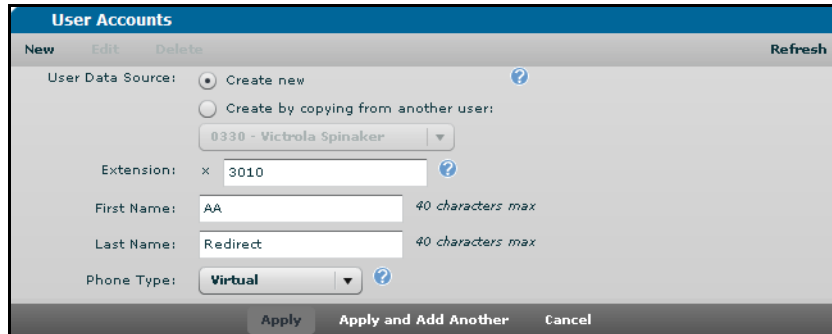 User Accounts
New Edit Delete Refresh
User Data Source: Create new ?
Create by copying from another user:
0330 - Victrola Spinaker
Extension: x 3010 ?
First Name: AA 40 characters max
Last Name: Redirect 40 characters max
Phone Type: Virtual ?
Apply Apply and Add Another Cancel